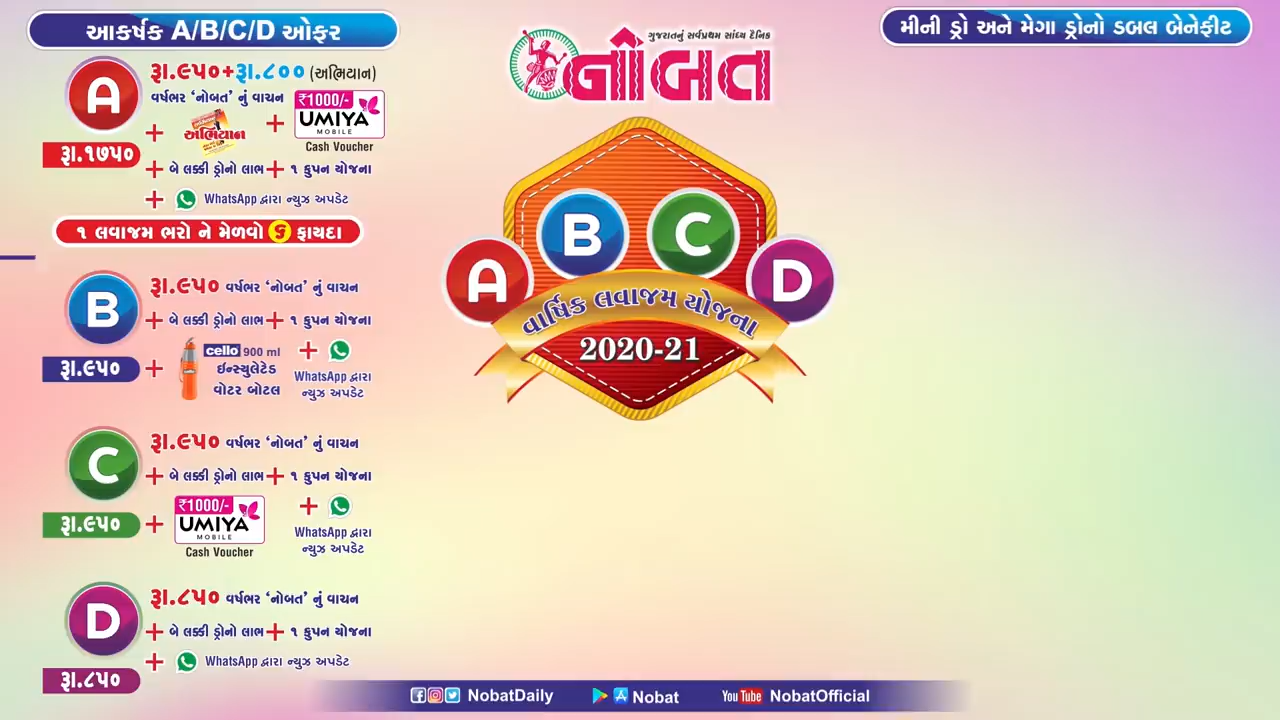 આકર્ષક A/B/C/D ઓફર
A
રૂા.૯૫૦+રૂા.૮૦૦ (અભિયાન)
વર્ષભર ‘નોબત’ નું વાચન
+ અભિયાન + ₹1000/- UMIYA MOBILE
Cash Voucher
રૂા.૧૭૫૦
+ બે લક્કી ડ્રોનો લાભ + ૧ કુપન યોજના
+ WhatsApp દ્વારા ન્યુઝ અપડેટ
૧ લવાજમ ભરો ને મેળવો ૬ ફાયદા
B
રૂા.૯૫૦ વર્ષભર ‘નોબત’ નું વાચન
+ બે લક્કી ડ્રોનો લાભ + ૧ કુપન યોજના
રૂા.૯૫૦
+ cello 900 ml
ઈન્સ્યુલેટેડ
વોટર બોટલ
+
WhatsApp દ્વારા
ન્યુઝ અપડેટ
C
રૂા.૯૫૦ વર્ષભર ‘નોબત’ નું વાચન
+ બે લક્કી ડ્રોનો લાભ + ૧ કુપન યોજના
રૂા.૯૫૦
+ ₹1000/-
UMIYA
MOBILE
Cash Voucher
+
WhatsApp દ્વારા
ન્યુઝ અપડેટ
D
રૂા.૮૫૦ વર્ષભર ‘નોબત’ નું વાચન
+ બે લક્કી ડ્રોનો લાભ + ૧ કુપન યોજના
+ WhatsApp દ્વારા ન્યુઝ અપડેટ
રૂા.૮૫૦
ગુજરાતનું સર્વપ્રથમ સાંધ્ય દૈનિક
નોબત
A B C D
વાર્ષિક લવાજમ યોજના
2020-21
મીની ડ્રો અને મેગા ડ્રોનો ડબલ બેનેફીટ
NobatDaily
Nobat
YouTube NobatOfficial